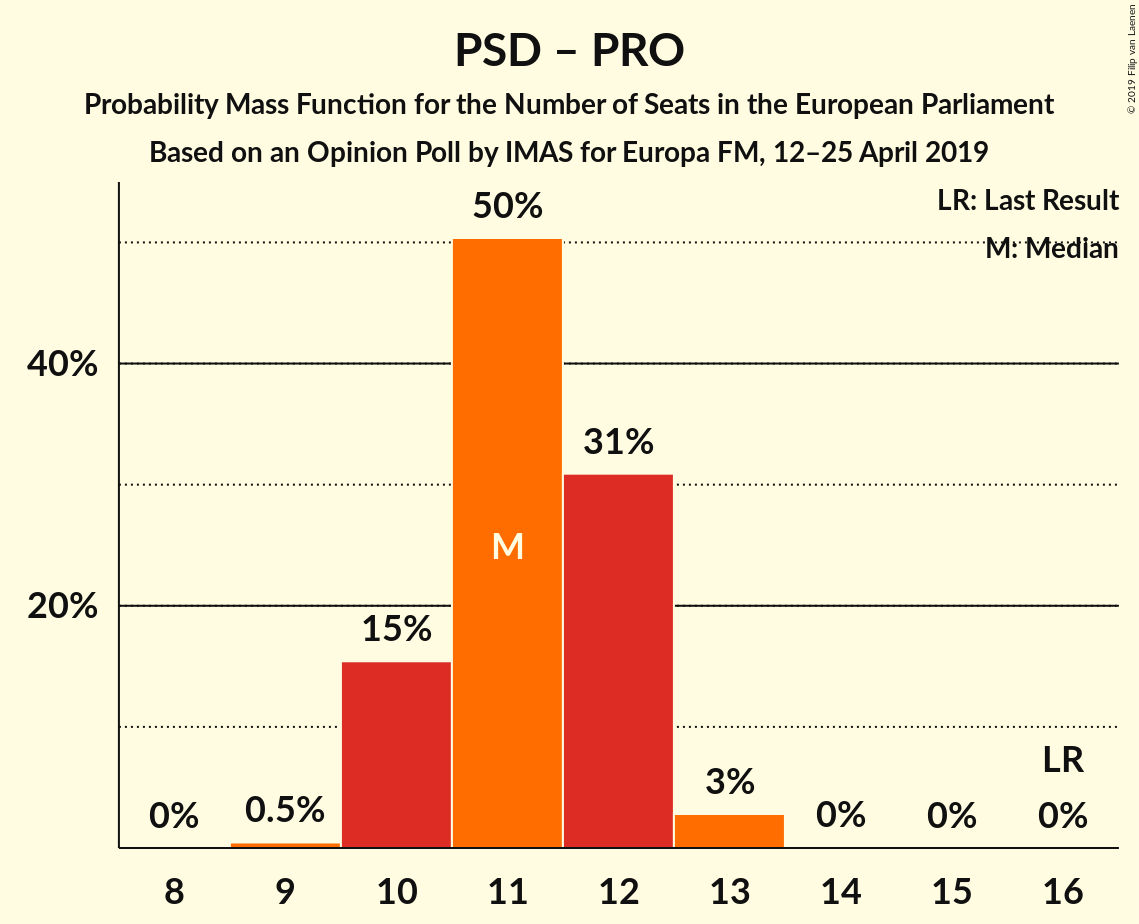 PSD – PRO
Probability Mass Function for the Number of Seats in the European Parliament
Based on an Opinion Poll by IMAS for Europa FM, 12–25 April 2019
© 2019 Filip van Laenen
LR: Last Result
M: Median
50%
40%
31%
M
20%
15%
LR
3%
0% 0.5% 0% 0% 0%
8 9 10 11 12 13 14 15 16